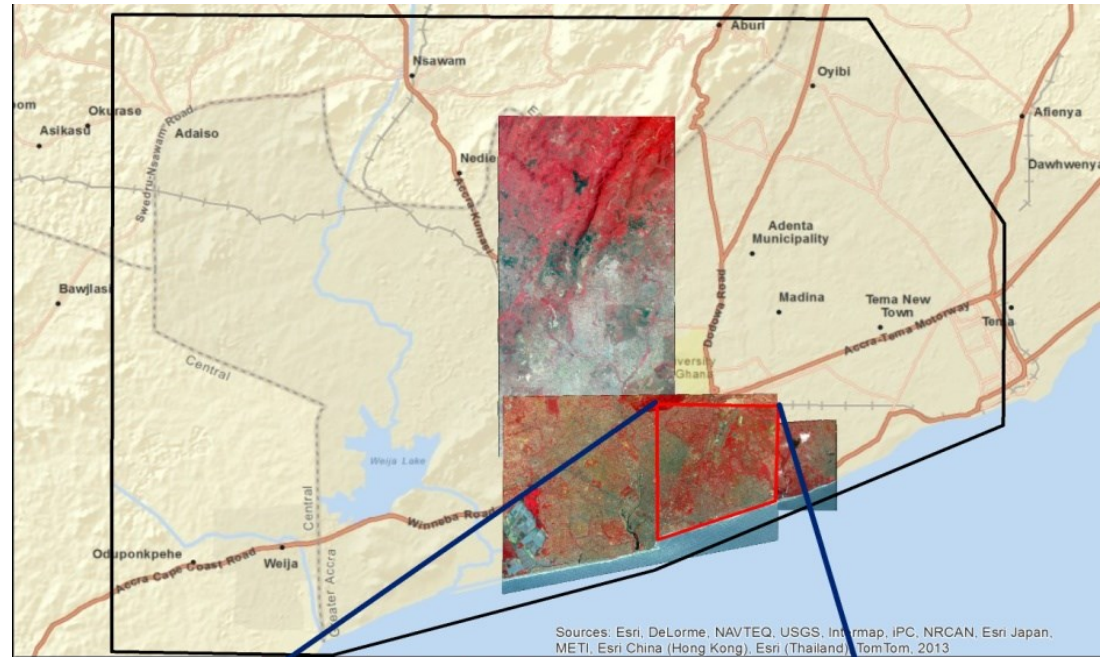 Aburi
Nsawam
Oyibi
oom
Okurase
Afienya
Asikasu
Adaiso
Swedru-Nsawam Road
Nedie
Dawhwenya
Accra-Kumasi
Adenta
Municipality
Bawjiasi
Madina
Tema New
Town
Tema
Dodowa Road
Accra-Tema Motorway
Central
iversity
Ghana
Weija Lake
Central
Winneba Road
Oduponkpehe
Weija
Accra Cape Coast Road
Greater Accra
Sources: Esri, DeLorme, NAVTEQ, USGS, Intermap, iPC, NRCAN, Esri Japan,
METI, Esri China (Hong Kong), Esri (Thailand), TomTom, 2013